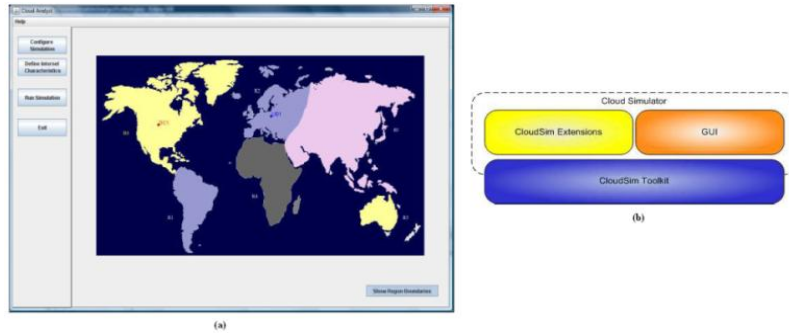 Cloud Analyst
Help
Configure
Simulation
Define Internet
Characteristics
Run Simulation
Exit
Show Region Boundaries
(a)
Cloud Simulator
CloudSim Extensions
GUI
CloudSim Toolkit
(b)